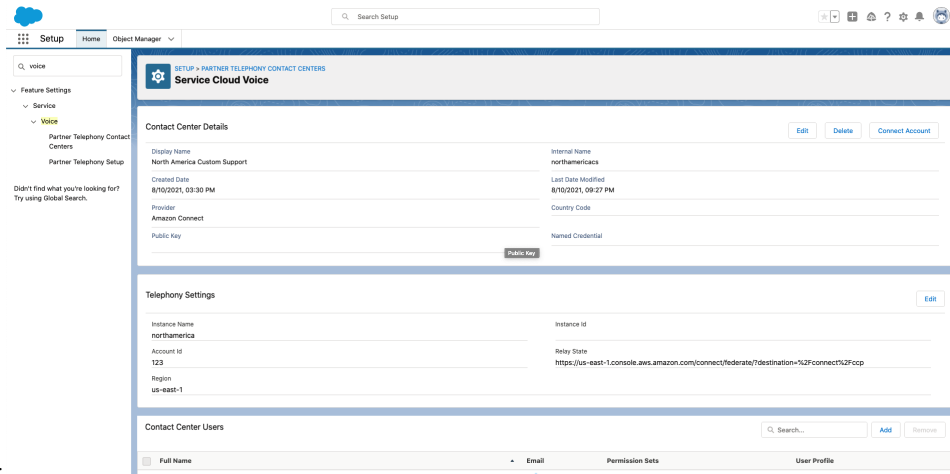 Search Setup
Setup
Home
Object Manager
voice
Feature Settings
Service
Voice
Partner Telephony Contact
Centers
Partner Telephony Setup
Didn't find what you're looking for?
Try using Global Search.
SETUP > PARTNER TELEPHONY CONTACT CENTERS
Service Cloud Voice
Contact Center Details
Edit
Delete
Connect Account
Display Name
North America Custom Support
Internal Name
northamericacs
Created Date
8/10/2021, 03:30 PM
Last Date Modified
8/10/2021, 09:27 PM
Provider
Amazon Connect
Country Code
Public Key
Named Credential
Public Key
Telephony Settings
Edit
Instance Name
northamerica
Instance Id
Account Id
123
Relay State
https://us-east-1.console.aws.amazon.com/connect/federate/?destination=%2Fconnect%2Fccp
Region
us-east-1
Contact Center Users
Search...
Add
Remove
Full Name
Email
Permission Sets
User Profile